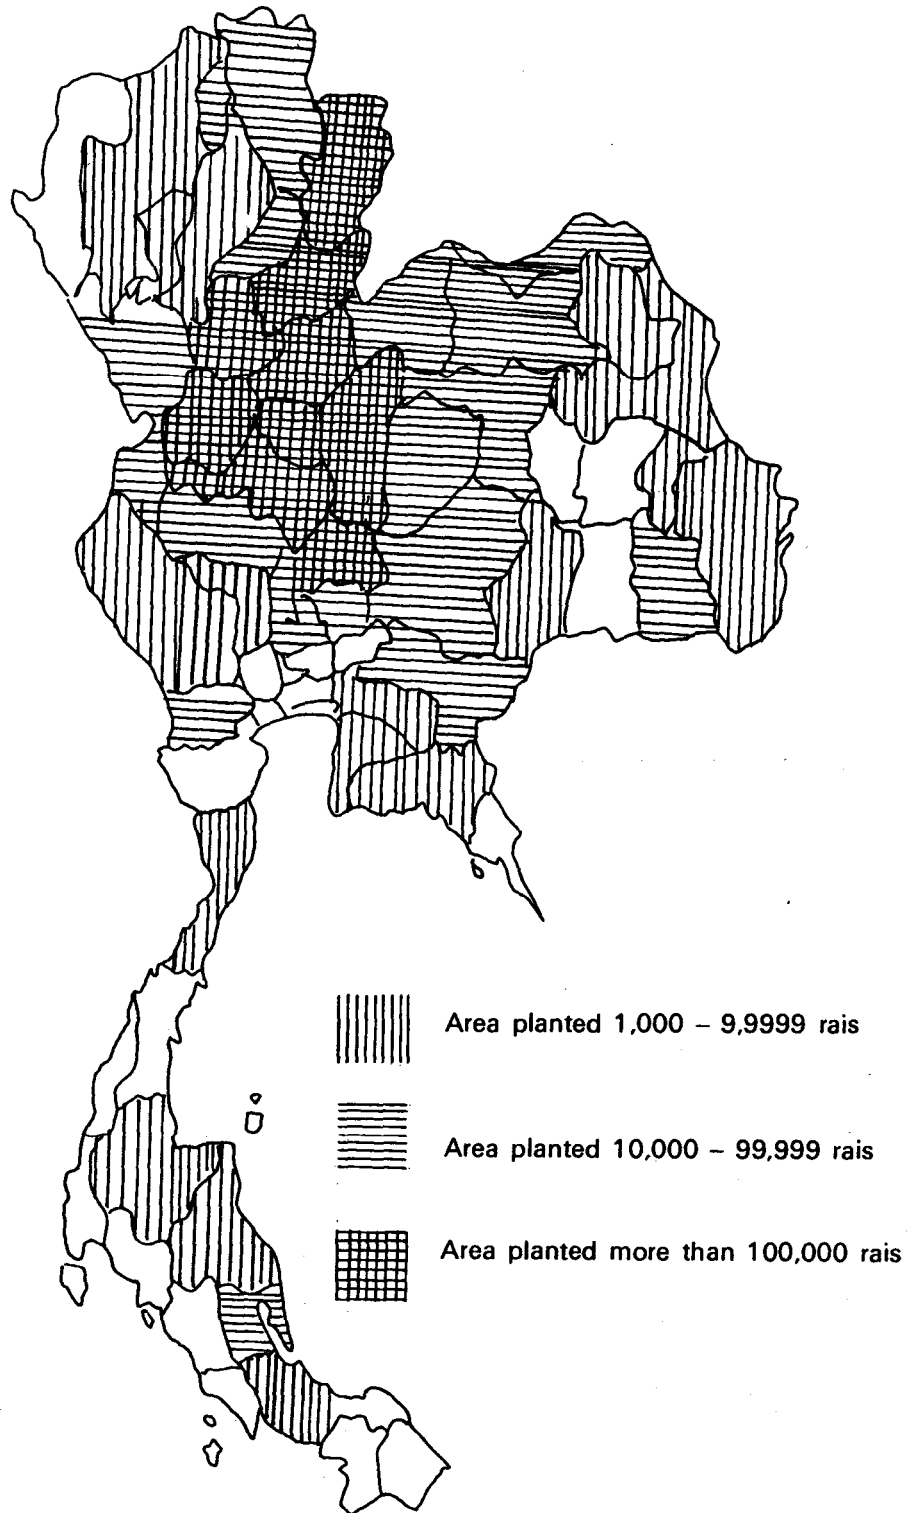 Area planted 1,000 – 9,9999 rais
Area planted 10,000 – 99,999 rais
Area planted more than 100,000 rais